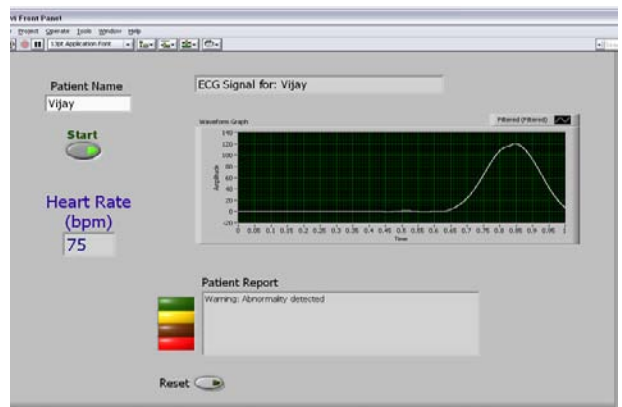 vi Front Panel
Project Operate Tools Window Help
13pt Application Font
Patient Name
Vijay
ECG Signal for: Vijay
Start
Waveform Graph
Filtered (Filtered)
140
120
100
80
60
40
20
0
-20
Amplitude
0 0.05 0.1 0.15 0.2 0.25 0.3 0.35 0.4 0.45 0.5 0.55 0.6 0.65 0.7 0.75 0.8 0.85 0.9 0.95 1
Time
Heart Rate
(bpm)
75
Patient Report
Warning: Abnormality detected
Reset